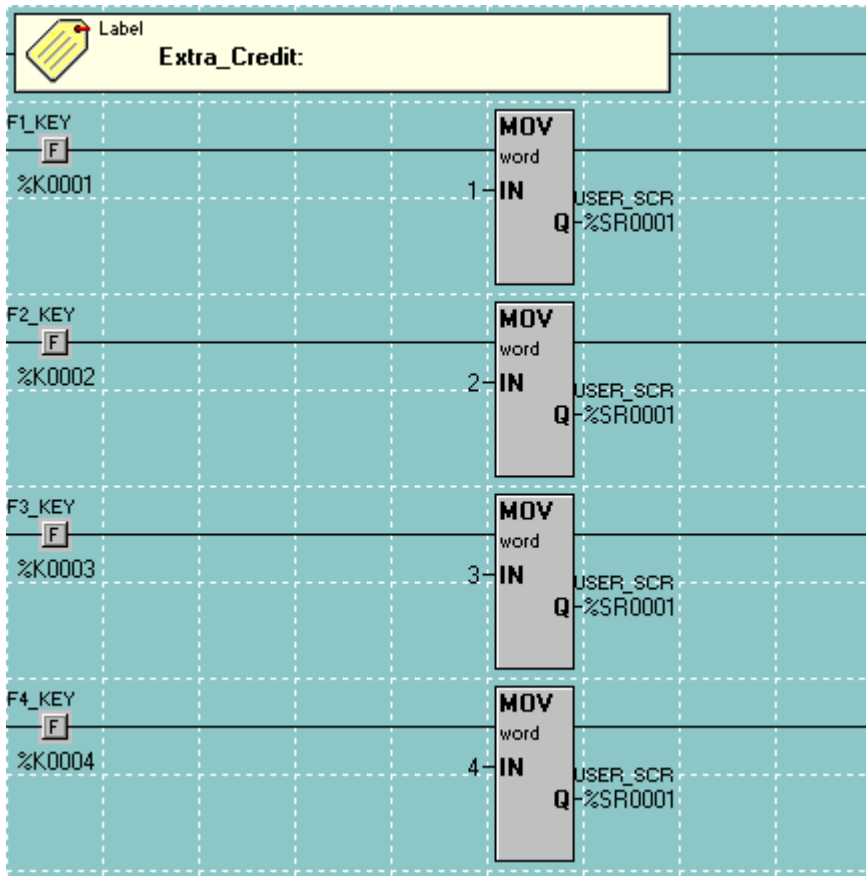 Label
Extra_Credit:
F1_KEY
F
%K0001
MOV
word
1 IN
USER_SCR
Q %SR0001
F2_KEY
F
%K0002
MOV
word
2 IN
USER_SCR
Q %SR0001
F3_KEY
F
%K0003
MOV
word
3 IN
USER_SCR
Q %SR0001
F4_KEY
F
%K0004
MOV
word
4 IN
USER_SCR
Q %SR0001